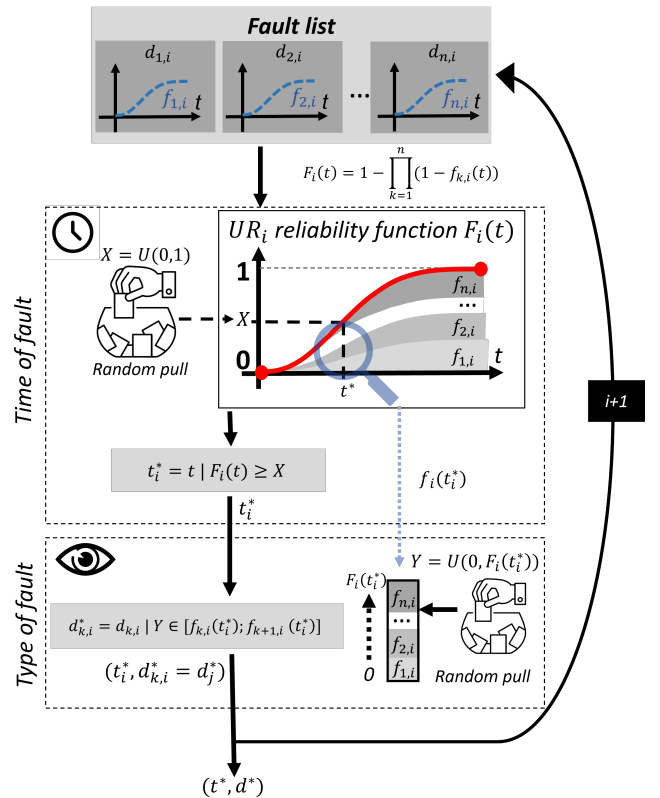 Fault list
d₁,ᵢ
f₁,ᵢ
t
d₂,ᵢ
f₂,ᵢ
t
...
dₙ,ᵢ
fₙ,ᵢ
t
Fᵢ(t) = 1 − ∏ₖ₌₁ⁿ (1 − fₖ,ᵢ(t))
Time of fault
X = U(0,1)
Random pull
URᵢ reliability function Fᵢ(t)
1
X
0
fₙ,ᵢ
...
f₂,ᵢ
f₁,ᵢ
t
t*
i+1
tᵢ* = t | Fᵢ(t) ≥ X
tᵢ*
fᵢ(tᵢ*)
Type of fault
Y = U(0, Fᵢ(tᵢ*))
Fᵢ(tᵢ*)
0
fₙ,ᵢ
...
f₂,ᵢ
f₁,ᵢ
Random pull
d*ₖ,ᵢ = dₖ,ᵢ | Y ∈ [fₖ,ᵢ(tᵢ*); fₖ₊₁,ᵢ (tᵢ*)]
(tᵢ*, d*ₖ,ᵢ = dⱼ*)
(t*, d*)